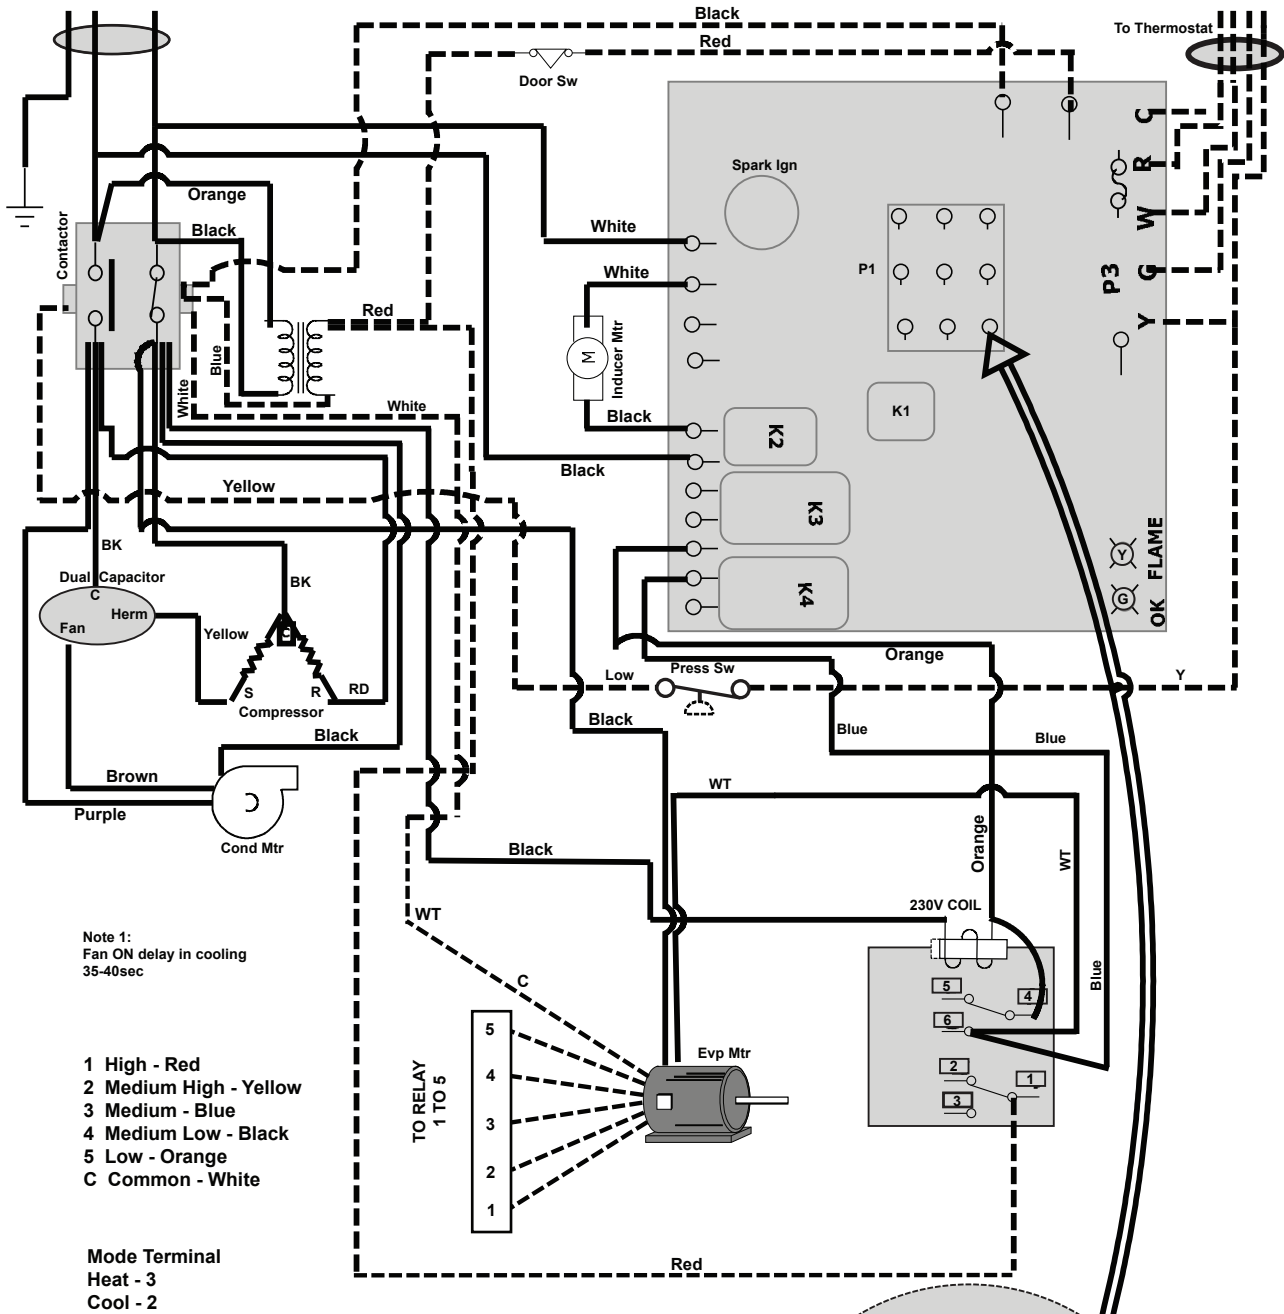 Black
Red
Door Sw
To Thermostat
C
R
W
G
Y
P3
Spark Ign
P1
K1
K2
K3
K4
Y
FLAME
G
OK
Orange
Black
Contactor
White
White
M
Inducer Mtr
Black
Black
Red
Blue
White
White
Yellow
BK
Dual Capacitor
C
Herm
Fan
BK
Yellow
C
S
R
RD
Compressor
Black
Brown
Purple
Cond Mtr
Orange
Low
Press Sw
Y
Black
Blue
Blue
WT
Orange
WT
Blue
Black
230V COIL
5
4
6
2
1
3
WT
C
Note 1:
Fan ON delay in cooling
35-40sec
1 High - Red
2 Medium High - Yellow
3 Medium - Blue
4 Medium Low - Black
5 Low - Orange
C Common - White
TO RELAY
1 TO 5
5
4
3
2
1
Evp Mtr
Red
Mode Terminal
Heat - 3
Cool - 2